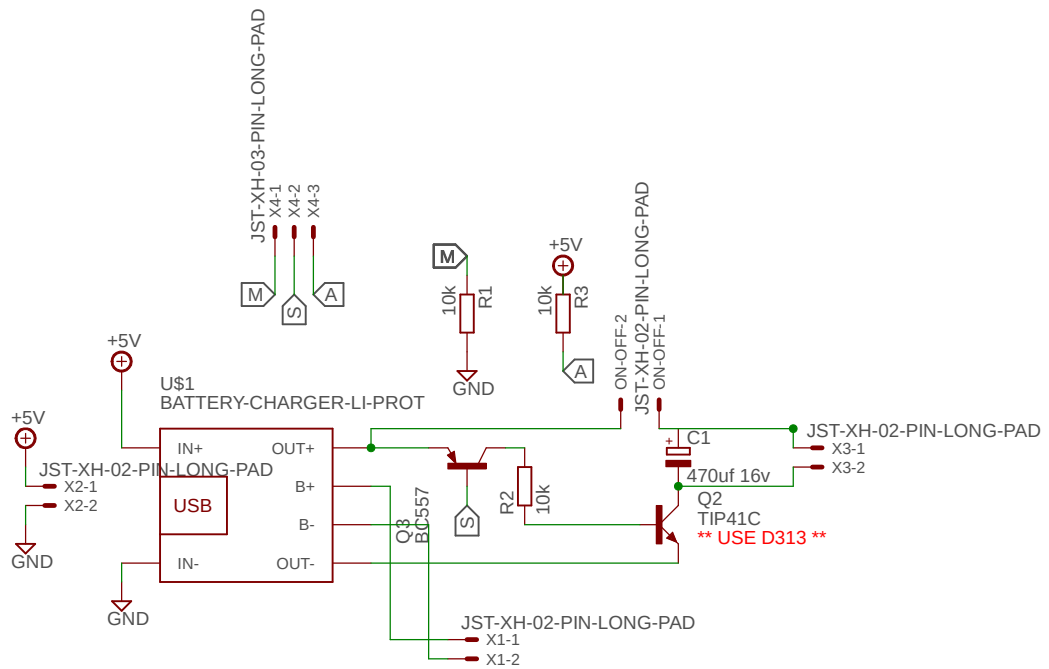 JST-XH-03-PIN-LONG-PAD
X4-1
X4-2
X4-3
M
S
A
M
10k
R1
GND
+5V
10k
R3
A
JST-XH-02-PIN-LONG-PAD
ON-OFF-2
ON-OFF-1
+5V
U$1
BATTERY-CHARGER-LI-PROT
+5V
JST-XH-02-PIN-LONG-PAD
X2-1
X2-2
GND
IN+
USB
IN-
GND
OUT+
B+
B-
OUT-
Q3
BC557
S
R2
10k
+
C1
470uf 16v
Q2
TIP41C
** USE D313 **
JST-XH-02-PIN-LONG-PAD
X3-1
X3-2
JST-XH-02-PIN-LONG-PAD
X1-1
X1-2